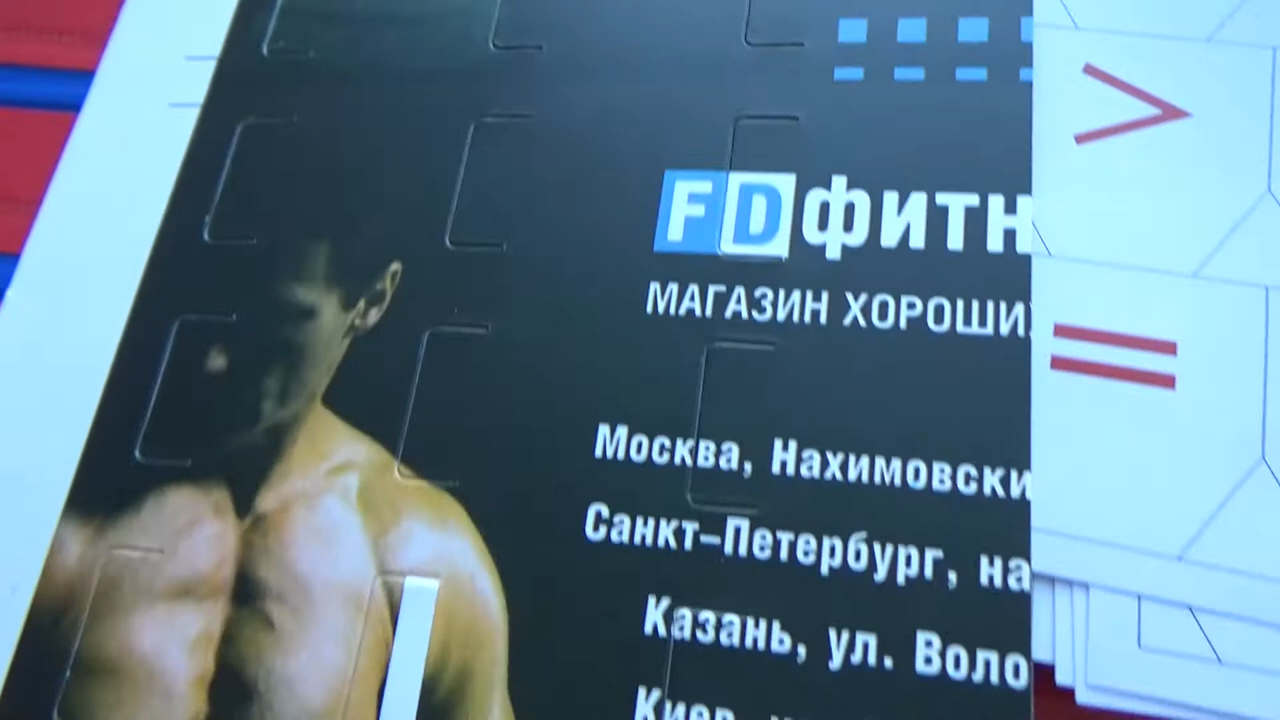 FDфитн
МАГАЗИН ХОРОШИ
Москва, Нахимовски
Санкт–Петербург, на
Казань, ул. Воло
Киев,
>
=